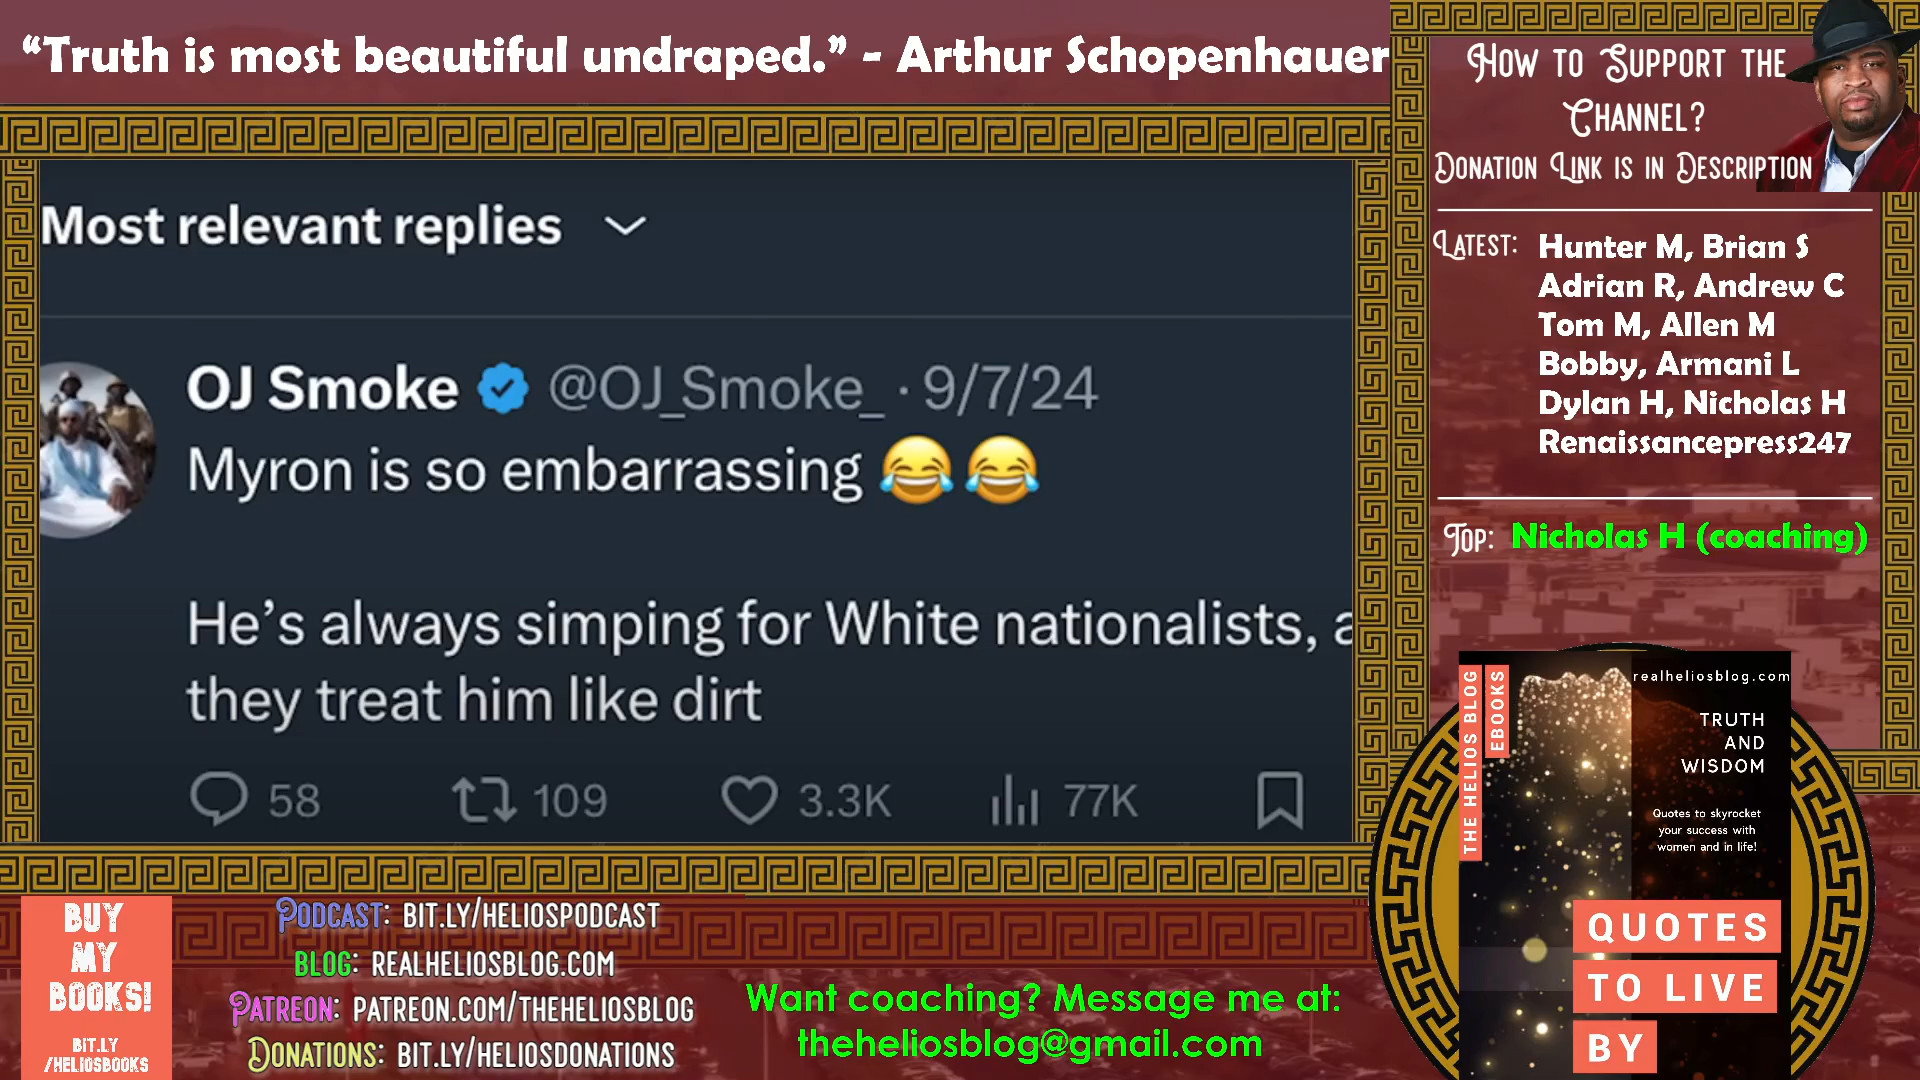 “Truth is most beautiful undraped.” - Arthur Schopenhauer
Most relevant replies
OJ Smoke @OJ_Smoke_ · 9/7/24
Myron is so embarrassing 😂😂
He’s always simping for White nationalists,
they treat him like dirt
58 109 3.3K 77K
How to Support the
Channel?
Donation Link is in Description
Latest: Hunter M, Brian S
Adrian R, Andrew C
Tom M, Allen M
Bobby, Armani L
Dylan H, Nicholas H
Renaissancepress247
Top: Nicholas H (coaching)
THE HELIOS BLOG
EBOOKS
realheliosblog.com
TRUTH
AND
WISDOM
Quotes to skyrocket
your success with
women and in life!
QUOTES
TO LIVE
BY
BUY
MY
BOOKS!
BIT.LY
/HELIOSBOOKS
Podcast: BIT.LY/HELIOSPODCAST
BLOG: REALHELIOSBLOG.COM
Patreon: PATREON.COM/THEHELIOSBLOG
Donations: BIT.LY/HELIOSDONATIONS
Want coaching? Message me at:
theheliosblog@gmail.com